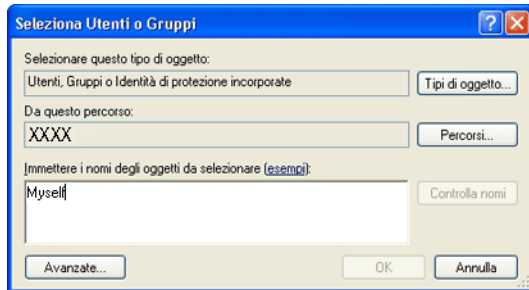 Seleziona Utenti o Gruppi
Selezionare questo tipo di oggetto:
Utenti, Gruppi o Identità di protezione incorporate
Tipi di oggetto...
Da questo percorso:
XXXX
Percorsi...
Immettere i nomi degli oggetti da selezionare (esempi):
Myself
Controlla nomi
Avanzate...
OK
Annulla